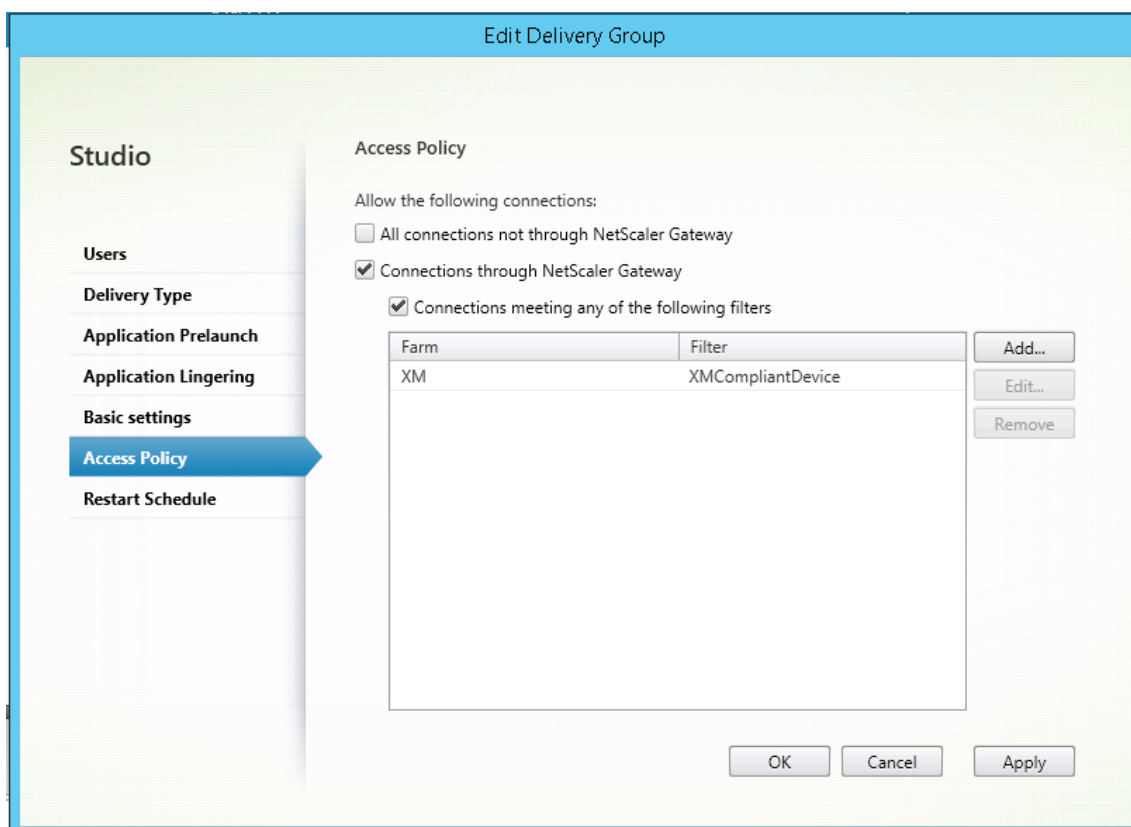 Edit Delivery Group
Studio
Users
Delivery Type
Application Prelaunch
Application Lingering
Basic settings
Access Policy
Restart Schedule
Access Policy
Allow the following connections:
All connections not through NetScaler Gateway
Connections through NetScaler Gateway
Connections meeting any of the following filters
Farm Filter
XM XMCompliantDevice
Add...
Edit...
Remove
OK Cancel Apply